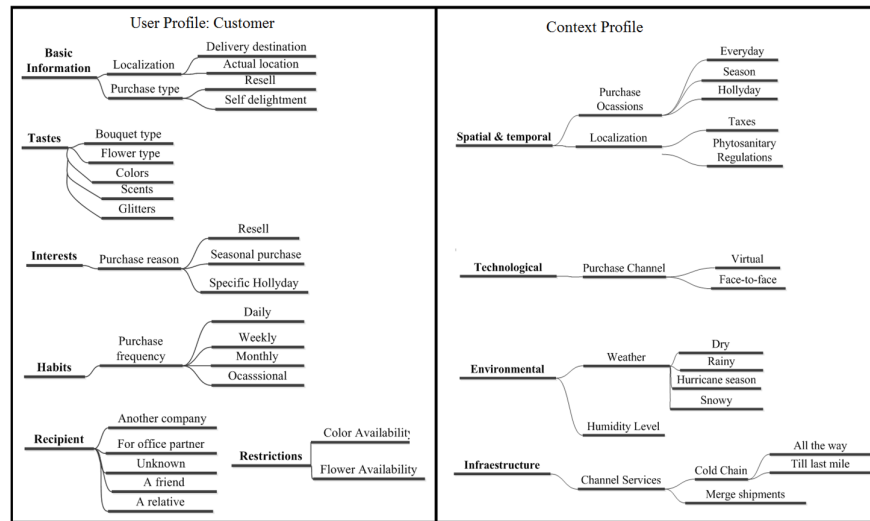 User Profile: Customer
Basic
Information
Localization
Delivery destination
Actual location
Purchase type
Resell
Self delightment
Tastes
Bouquet type
Flower type
Colors
Scents
Glitters
Interests
Purchase reason
Resell
Seasonal purchase
Specific Hollyday
Habits
Purchase
frequency
Daily
Weekly
Monthly
Ocasssional
Recipient
Another company
For office partner
Unknown
A friend
A relative
Restrictions
Color Availability
Flower Availability
Context Profile
Spatial & temporal
Purchase
Ocassions
Everyday
Season
Hollyday
Localization
Taxes
Phytosanitary
Regulations
Technological
Purchase Channel
Virtual
Face-to-face
Environmental
Weather
Dry
Rainy
Hurricane season
Snowy
Humidity Level
Infraestructure
Channel Services
Cold Chain
All the way
Till last mile
Merge shipments